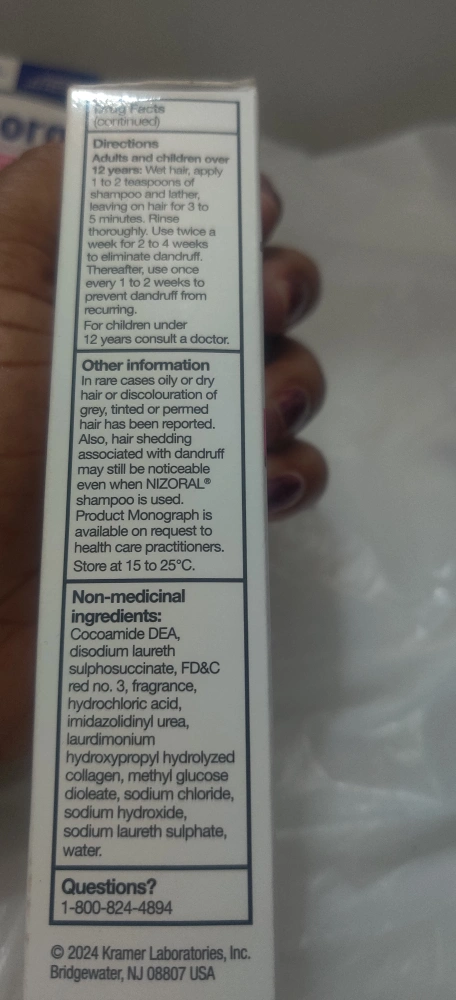 orn
Drug Facts
(continued)
Directions
Adults and children over
12 years: Wet hair, apply
1 to 2 teaspoons of
shampoo and lather,
leaving on hair for 3 to
5 minutes. Rinse
thoroughly. Use twice a
week for 2 to 4 weeks
to eliminate dandruff.
Thereafter, use once
every 1 to 2 weeks to
prevent dandruff from
recurring.
For children under
12 years consult a doctor.
Other information
In rare cases oily or dry
hair or discolouration of
grey, tinted or permed
hair has been reported.
Also, hair shedding
associated with dandruff
may still be noticeable
even when NIZORAL®
shampoo is used.
Product Monograph is
available on request to
health care practitioners.
Store at 15 to 25°C.
Non-medicinal
ingredients:
Cocoamide DEA,
disodium laureth
sulphosuccinate, FD&C
red no. 3, fragrance,
hydrochloric acid,
imidazolidinyl urea,
laurdimonium
hydroxypropyl hydrolyzed
collagen, methyl glucose
dioleate, sodium chloride,
sodium hydroxide,
sodium laureth sulphate,
water.
Questions?
1-800-824-4894
© 2024 Kramer Laboratories, Inc.
Bridgewater, NJ 08807 USA